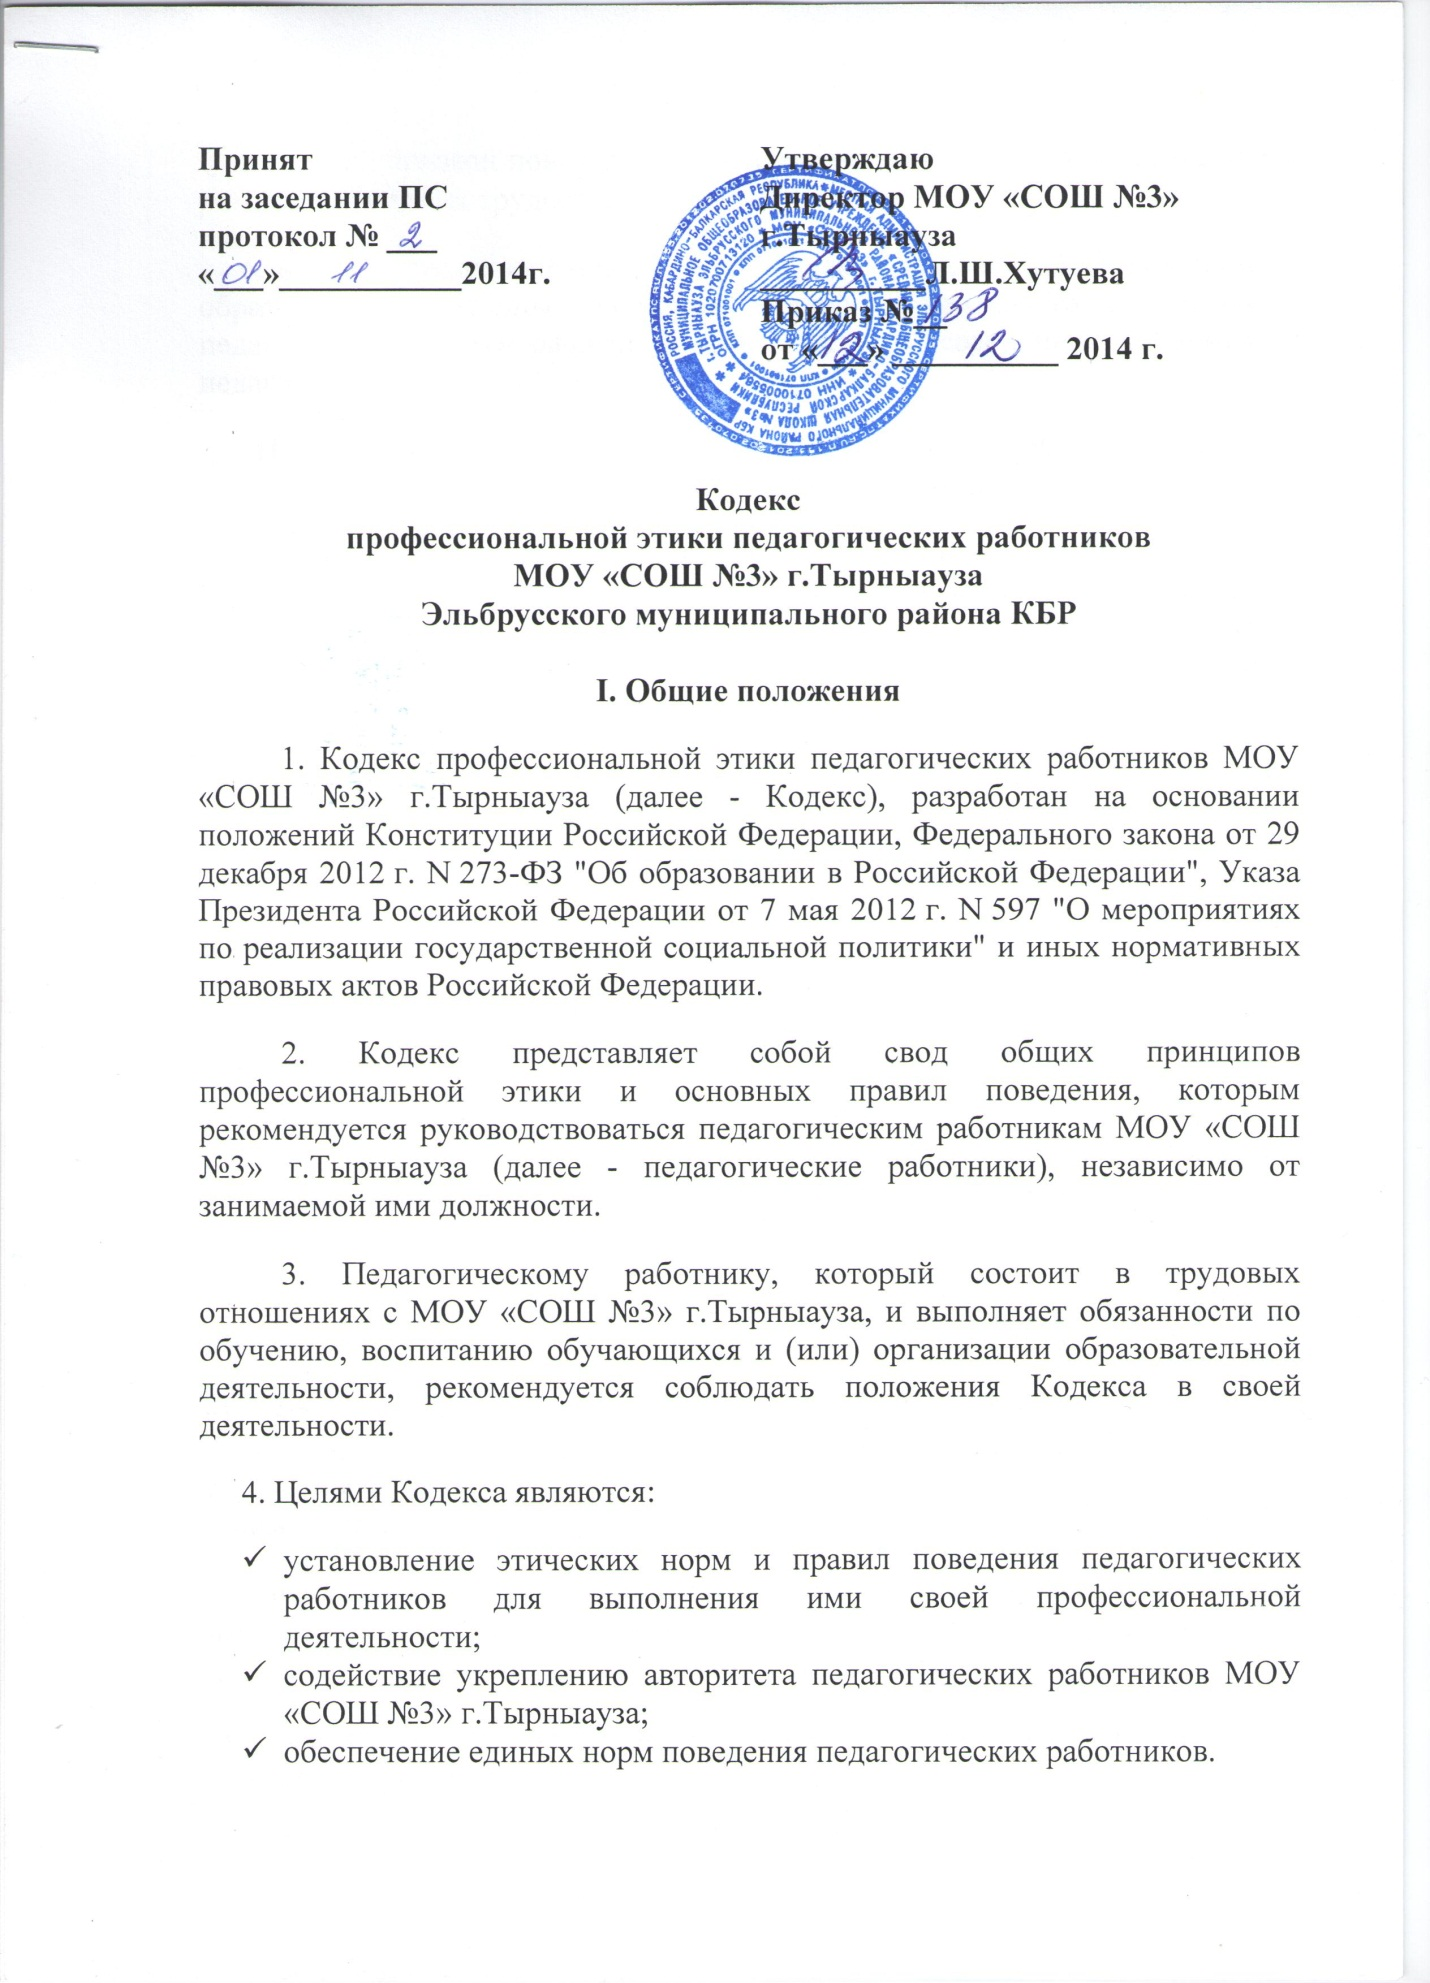 Принят
на заседании ПС
протокол № 2
«01» 11 2014г.
Утверждаю
Директор МОУ «СОШ №3»
г.Тырныауза
Л.Ш.Хутуева
Приказ № 138
от «12» 12 2014 г.
Кодекс
профессиональной этики педагогических работников
МОУ «СОШ №3» г.Тырныауза
Эльбрусского муниципального района КБР
I. Общие положения
1. Кодекс профессиональной этики педагогических работников МОУ
«СОШ №3» г.Тырныауза (далее - Кодекс), разработан на основании
положений Конституции Российской Федерации, Федерального закона от 29
декабря 2012 г. N 273-ФЗ "Об образовании в Российской Федерации", Указа
Президента Российской Федерации от 7 мая 2012 г. N 597 "О мероприятиях
по реализации государственной социальной политики" и иных нормативных
правовых актов Российской Федерации.
2. Кодекс представляет собой свод общих принципов
профессиональной этики и основных правил поведения, которым
рекомендуется руководствоваться педагогическим работникам МОУ «СОШ
№3» г.Тырныауза (далее - педагогические работники), независимо от
занимаемой ими должности.
3. Педагогическому работнику, который состоит в трудовых
отношениях с МОУ «СОШ №3» г.Тырныауза, и выполняет обязанности по
обучению, воспитанию обучающихся и (или) организации образовательной
деятельности, рекомендуется соблюдать положения Кодекса в своей
деятельности.
4. Целями Кодекса являются:
✓ установление этических норм и правил поведения педагогических
работников для выполнения ими своей профессиональной
деятельности;
✓ содействие укреплению авторитета педагогических работников МОУ
«СОШ №3» г.Тырныауза;
✓ обеспечение единых норм поведения педагогических работников.